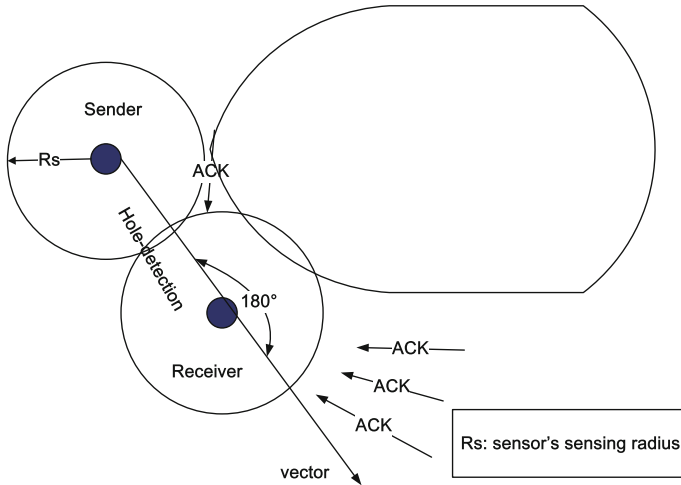 Sender
Rs
ACK
Hole-detection
180°
Receiver
ACK
ACK
ACK
Rs: sensor's sensing radius
vector